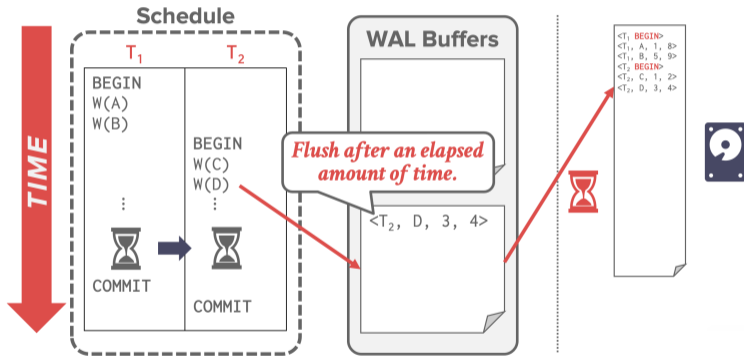 Schedule
TIME
T₁
T₂
BEGIN
W(A)
W(B)
⋮
COMMIT
BEGIN
W(C)
W(D)
⋮
COMMIT
WAL Buffers
Flush after an elapsed
amount of time.
<T₂, D, 3, 4>
<T₁ BEGIN>
<T₁, A, 1, 8>
<T₁, B, 5, 9>
<T₂ BEGIN>
<T₂, C, 1, 2>
<T₂, D, 3, 4>